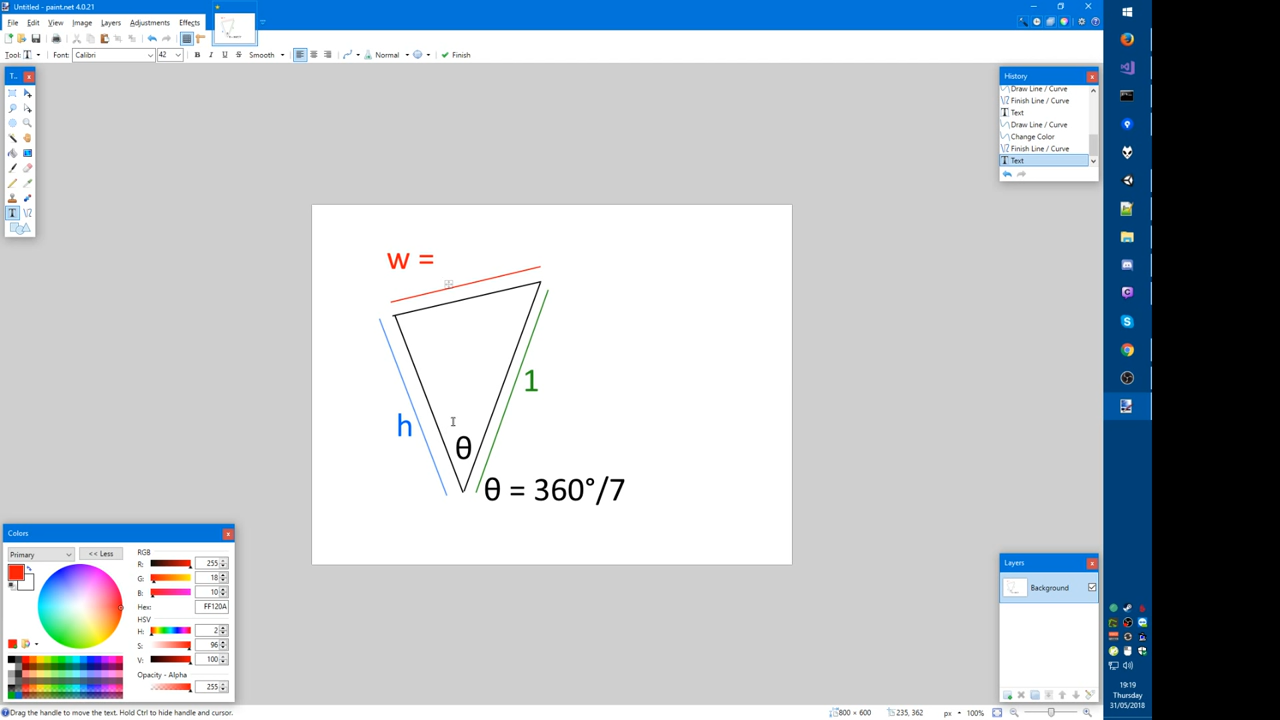 Untitled - paint.net 4.0.21
File Edit View Image Layers Adjustments Effects
Tool: T Font: Calibri 42 B I U S Smooth Normal Finish
T...
History
Draw Line / Curve
Finish Line / Curve
Text
Draw Line / Curve
Change Color
Finish Line / Curve
Text
w =
1
h
θ
θ = 360°/7
Colors
Primary
<< Less
RGB
R: 255
G: 18
B: 10
Hex: FF120A
HSV
H: 2
S: 96
V: 100
Opacity - Alpha
255
Layers
Background
19:19
Thursday
31/05/2018
Drag the handle to move the text. Hold Ctrl to hide handle and cursor.
800 × 600
235, 362
px
100%